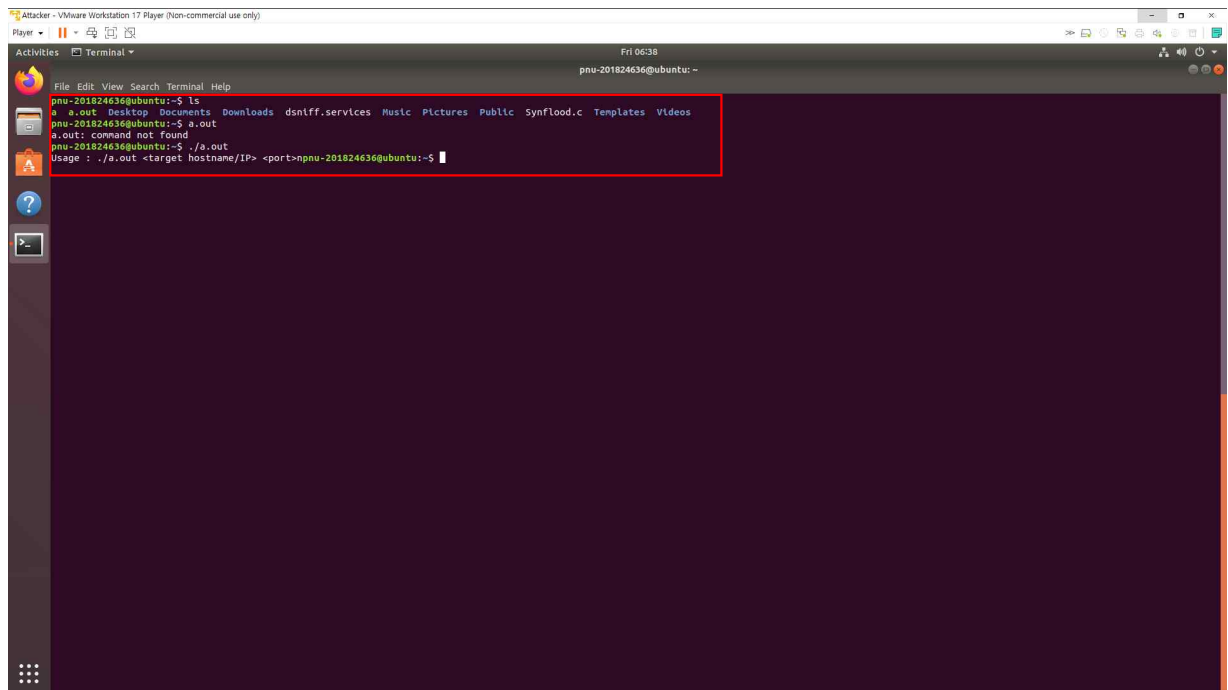 Attacker - VMware Workstation 17 Player (Non-commercial use only)
Player
Activities Terminal Fri 06:38
pnu-201824636@ubuntu: ~
File Edit View Search Terminal Help
pnu-201824636@ubuntu:~$ ls
a a.out Desktop Documents Downloads dsniff.services Music Pictures Public Synflood.c Templates Videos
pnu-201824636@ubuntu:~$ a.out
a.out: command not found
pnu-201824636@ubuntu:~$ ./a.out
Usage : ./a.out <target hostname/IP> <port>npnu-201824636@ubuntu:~$